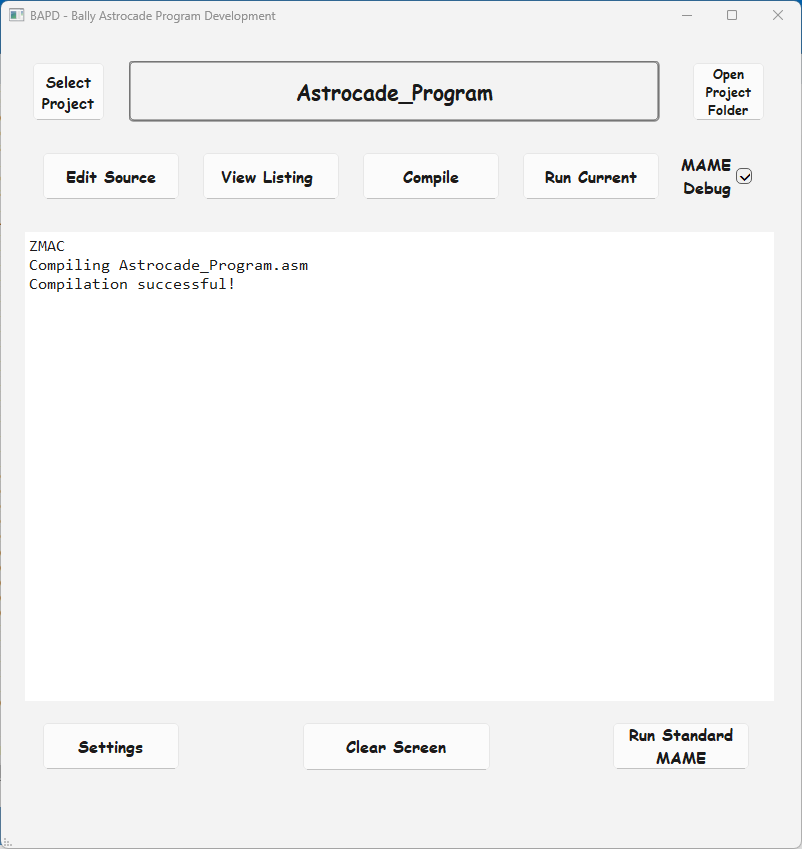 BAPD - Bally Astrocade Program Development
Select
Project
Astrocade_Program
Open
Project
Folder
Edit Source
View Listing
Compile
Run Current
MAME
Debug
ZMAC
Compiling Astrocade_Program.asm
Compilation successful!
Settings
Clear Screen
Run Standard
MAME